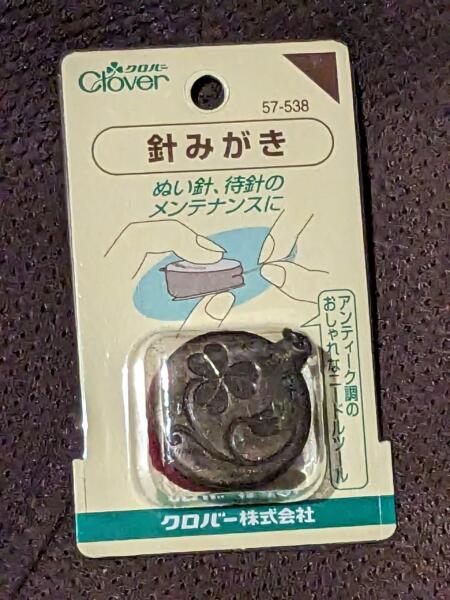 クロバー
Clover
57-538
針みがき
ぬい針、待針の
メンテナンスに
アンティーク調の
おしゃれなニードルツール
クロバー株式会社